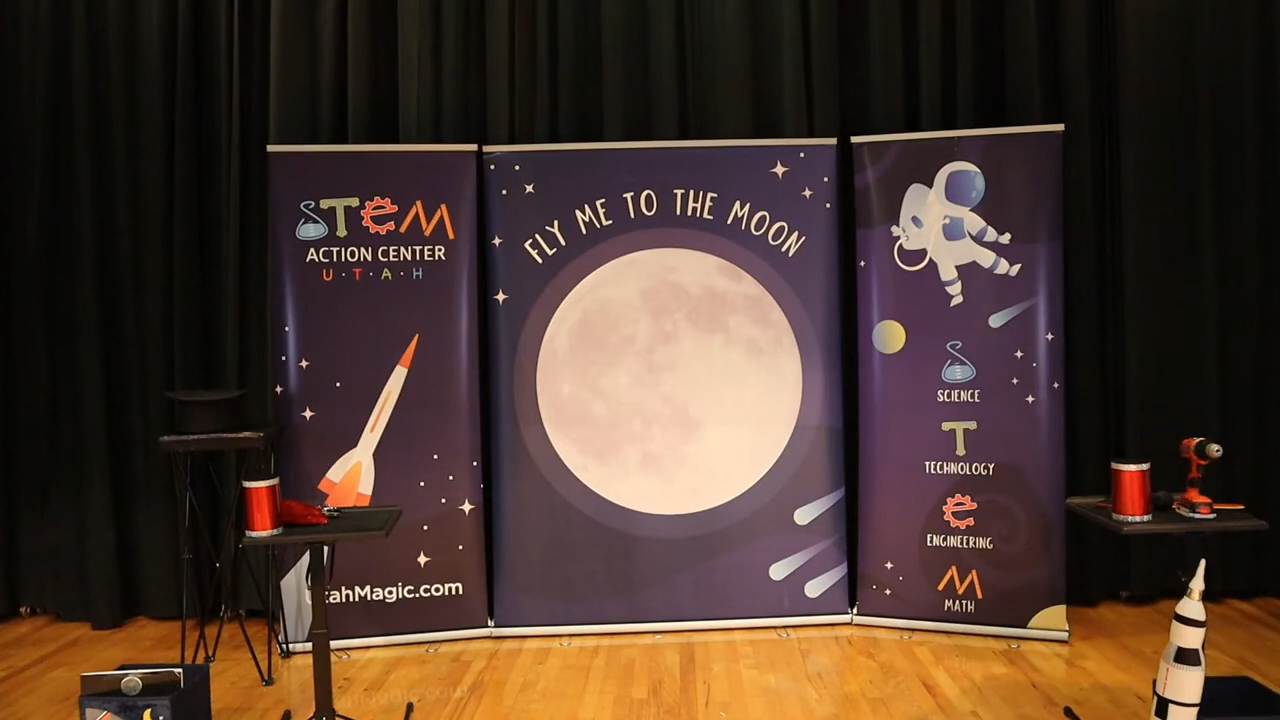 STEM
ACTION CENTER
U·T·A·H
tahMagic.com
FLY ME TO THE MOON
SCIENCE
T
TECHNOLOGY
e
ENGINEERING
M
MATH